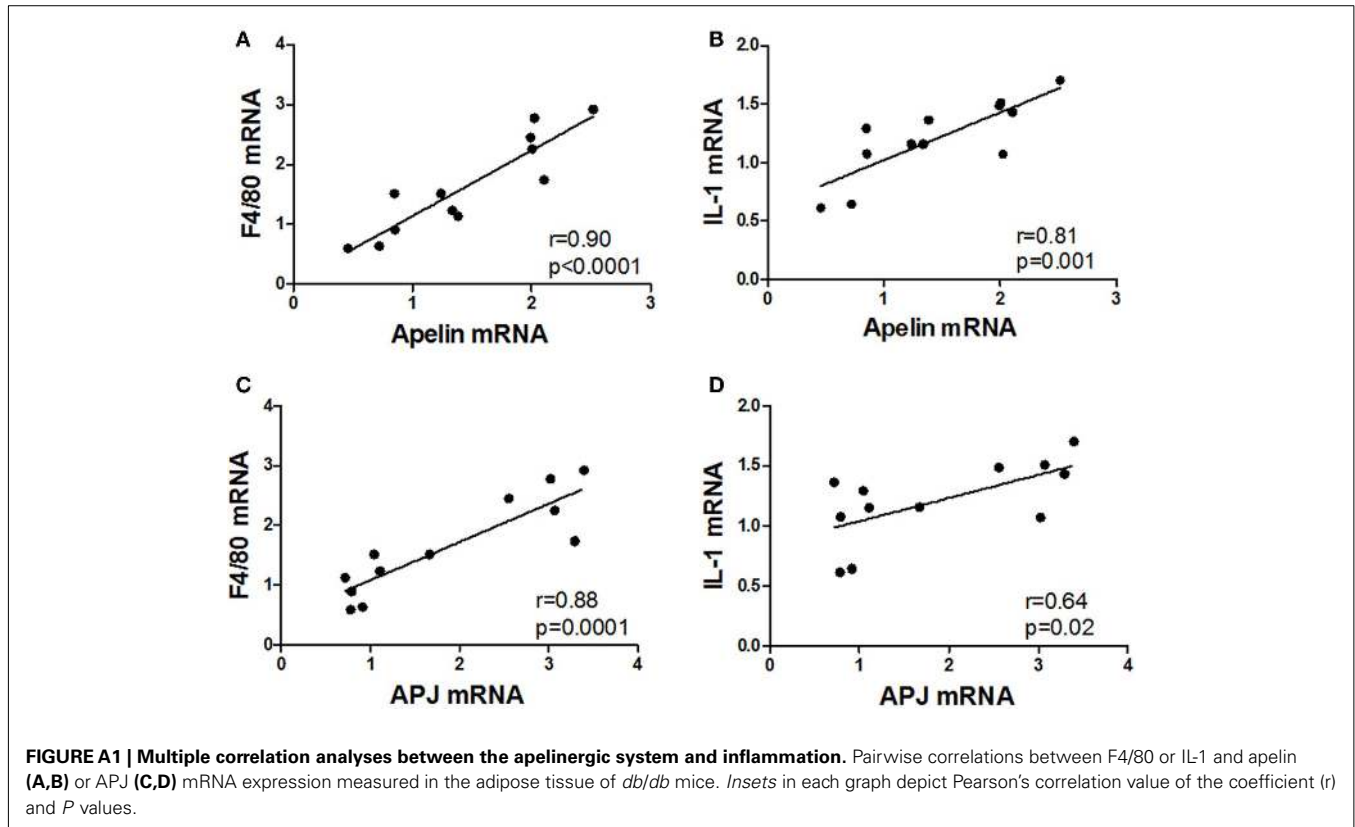 A
4
3
2
1
0
F4/80 mRNA
0
1
2
3
Apelin mRNA
r=0.90
p<0.0001
B
2.0
1.5
1.0
0.5
0.0
IL-1 mRNA
0
1
2
3
Apelin mRNA
r=0.81
p=0.001
C
4
3
2
1
0
F4/80 mRNA
0
1
2
3
4
APJ mRNA
r=0.88
p=0.0001
D
2.0
1.5
1.0
0.5
0.0
IL-1 mRNA
0
1
2
3
4
APJ mRNA
r=0.64
p=0.02
FIGURE A1 | Multiple correlation analyses between the apelinergic system and inflammation. Pairwise correlations between F4/80 or IL-1 and apelin
(A,B) or APJ (C,D) mRNA expression measured in the adipose tissue of db/db mice. Insets in each graph depict Pearson's correlation value of the coefficient (r)
and P values.